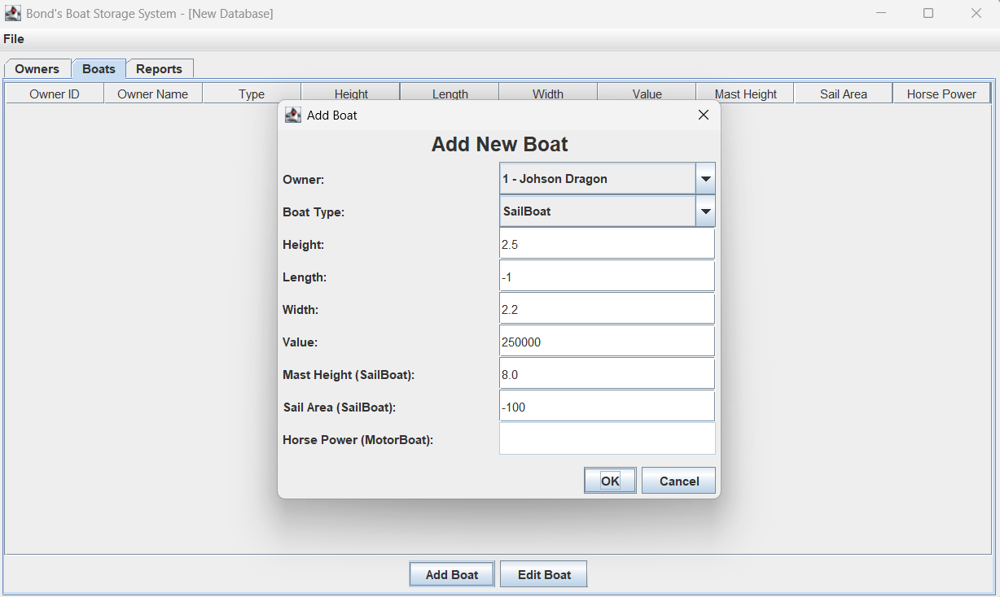 Bond's Boat Storage System - [New Database]
File
Owners Boats Reports
Owner ID Owner Name Type Height Length Width Value Mast Height Sail Area Horse Power
Add Boat
Add New Boat
Owner: 1 - Johson Dragon
Boat Type: SailBoat
Height: 2.5
Length: -1
Width: 2.2
Value: 250000
Mast Height (SailBoat): 8.0
Sail Area (SailBoat): -100
Horse Power (MotorBoat):
OK Cancel
Add Boat Edit Boat